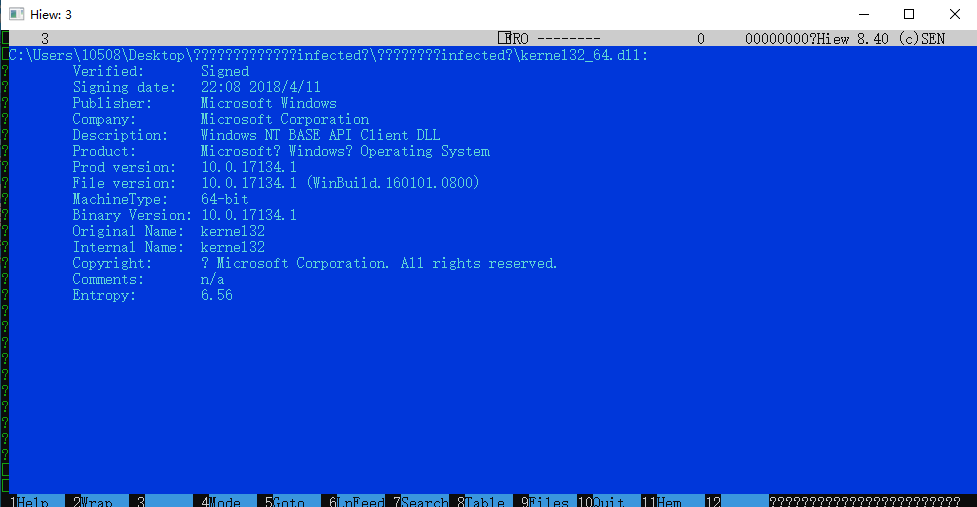 Hiew: 3
3 FRO -------- 0 00000000?Hiew 8.40 (c)SEN
C:\Users\10508\Desktop\?????????????infected?\????????infected?\kernel32_64.dll:
Verified: Signed
Signing date: 22:08 2018/4/11
Publisher: Microsoft Windows
Company: Microsoft Corporation
Description: Windows NT BASE API Client DLL
Product: Microsoft? Windows? Operating System
Prod version: 10.0.17134.1
File version: 10.0.17134.1 (WinBuild.160101.0800)
MachineType: 64-bit
Binary Version: 10.0.17134.1
Original Name: kernel32
Internal Name: kernel32
Copyright: ? Microsoft Corporation. All rights reserved.
Comments: n/a
Entropy: 6.56
1Help 2Wrap 3 4Mode 5Goto 6LnFeed 7Search 8Table 9Files 10Quit 11Hem 12 ????????????????????????